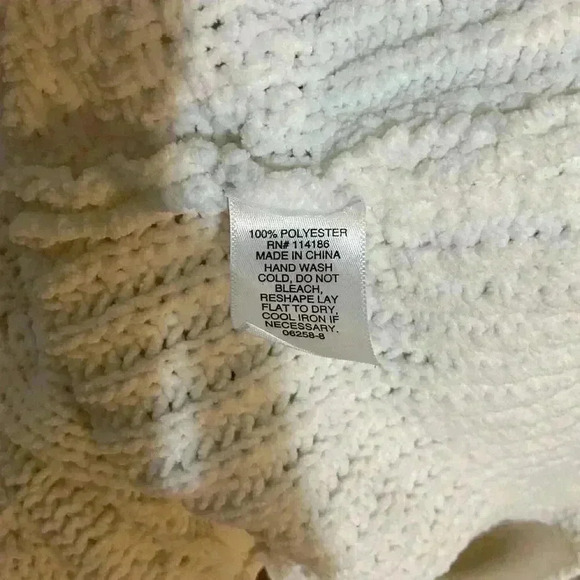 100% POLYESTER
RN# 114186
MADE IN CHINA
HAND WASH
COLD, DO NOT
BLEACH,
RESHAPE LAY
FLAT TO DRY,
COOL IRON IF
NECESSARY.
06258-8